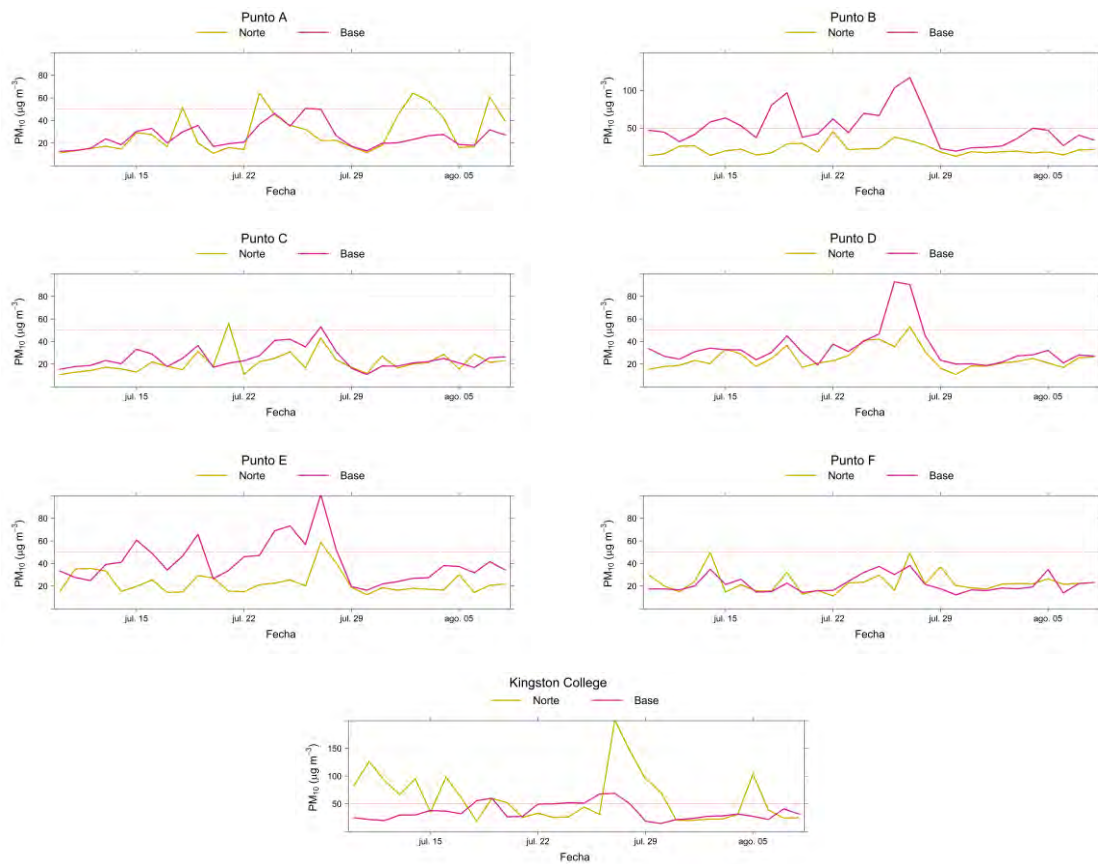 Punto A
Norte Base
PM10 (µg m−3)
80
60
40
20
jul. 15 jul. 22 jul. 29 ago. 05
Fecha
Punto B
Norte Base
PM10 (µg m−3)
100
50
jul. 15 jul. 22 jul. 29 ago. 05
Fecha
Punto C
Norte Base
PM10 (µg m−3)
80
60
40
20
jul. 15 jul. 22 jul. 29 ago. 05
Fecha
Punto D
Norte Base
PM10 (µg m−3)
80
60
40
20
jul. 15 jul. 22 jul. 29 ago. 05
Fecha
Punto E
Norte Base
PM10 (µg m−3)
80
60
40
20
jul. 15 jul. 22 jul. 29 ago. 05
Fecha
Punto F
Norte Base
PM10 (µg m−3)
80
60
40
20
jul. 15 jul. 22 jul. 29 ago. 05
Fecha
Kingston College
Norte Base
PM10 (µg m−3)
150
100
50
jul. 15 jul. 22 jul. 29 ago. 05
Fecha